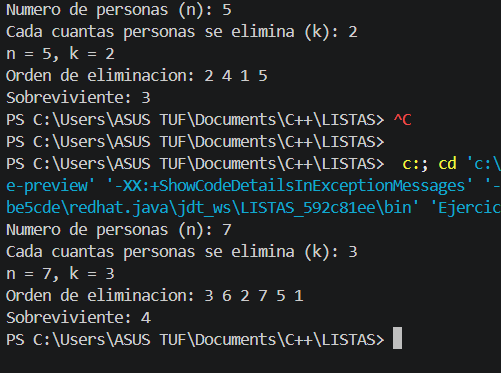 Numero de personas (n): 5
Cada cuantas personas se elimina (k): 2
n = 5, k = 2
Orden de eliminacion: 2 4 1 5
Sobreviviente: 3
PS C:\Users\ASUS TUF\Documents\C++\LISTAS> ^C
PS C:\Users\ASUS TUF\Documents\C++\LISTAS>
PS C:\Users\ASUS TUF\Documents\C++\LISTAS>  c:; cd 'c:\
e-preview' '-XX:+ShowCodeDetailsInExceptionMessages' '-
be5cde\redhat.java\jdt_ws\LISTAS_592c81ee\bin' 'Ejercic
Numero de personas (n): 7
Cada cuantas personas se elimina (k): 3
n = 7, k = 3
Orden de eliminacion: 3 6 2 7 5 1
Sobreviviente: 4
PS C:\Users\ASUS TUF\Documents\C++\LISTAS>